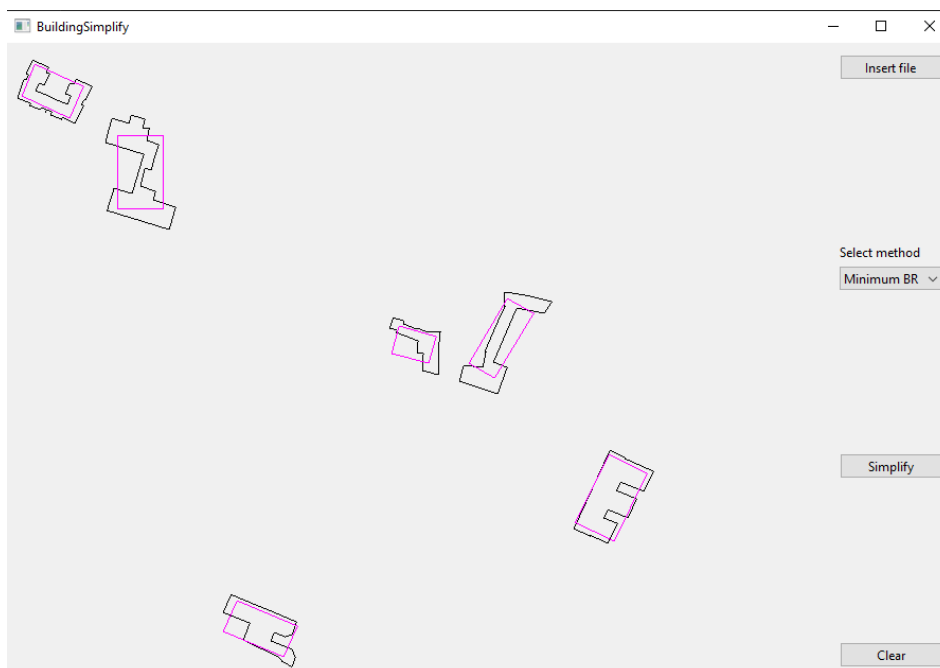 BuildingSimplify
Insert file
Select method
Minimum BR
Simplify
Clear